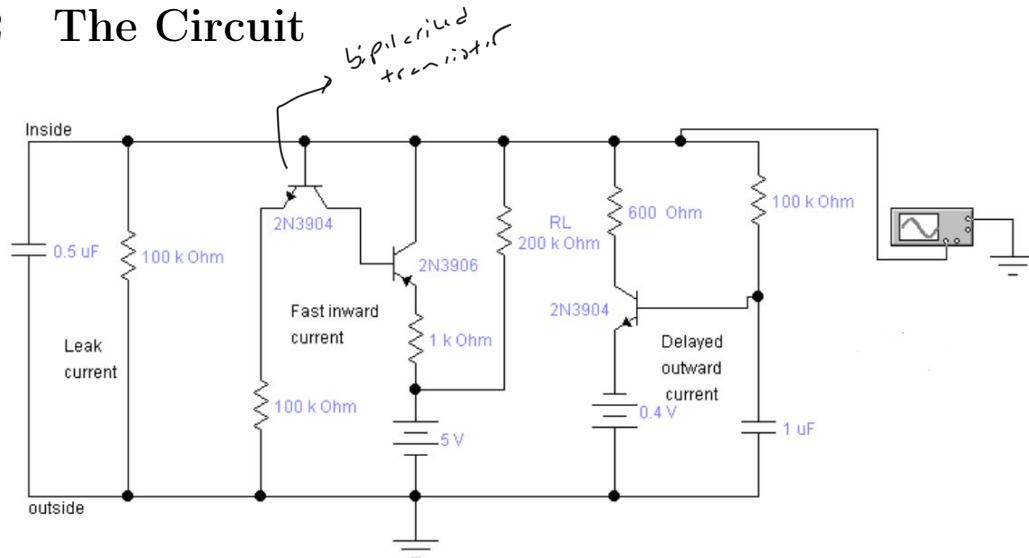 The Circuit
bipolarized
transistor
Inside
0.5 uF
100 k Ohm
Leak
current
2N3904
Fast inward
current
100 k Ohm
2N3906
1 k Ohm
5 V
RL
200 k Ohm
600 Ohm
2N3904
Delayed
outward
current
0.4 V
100 k Ohm
1 uF
outside